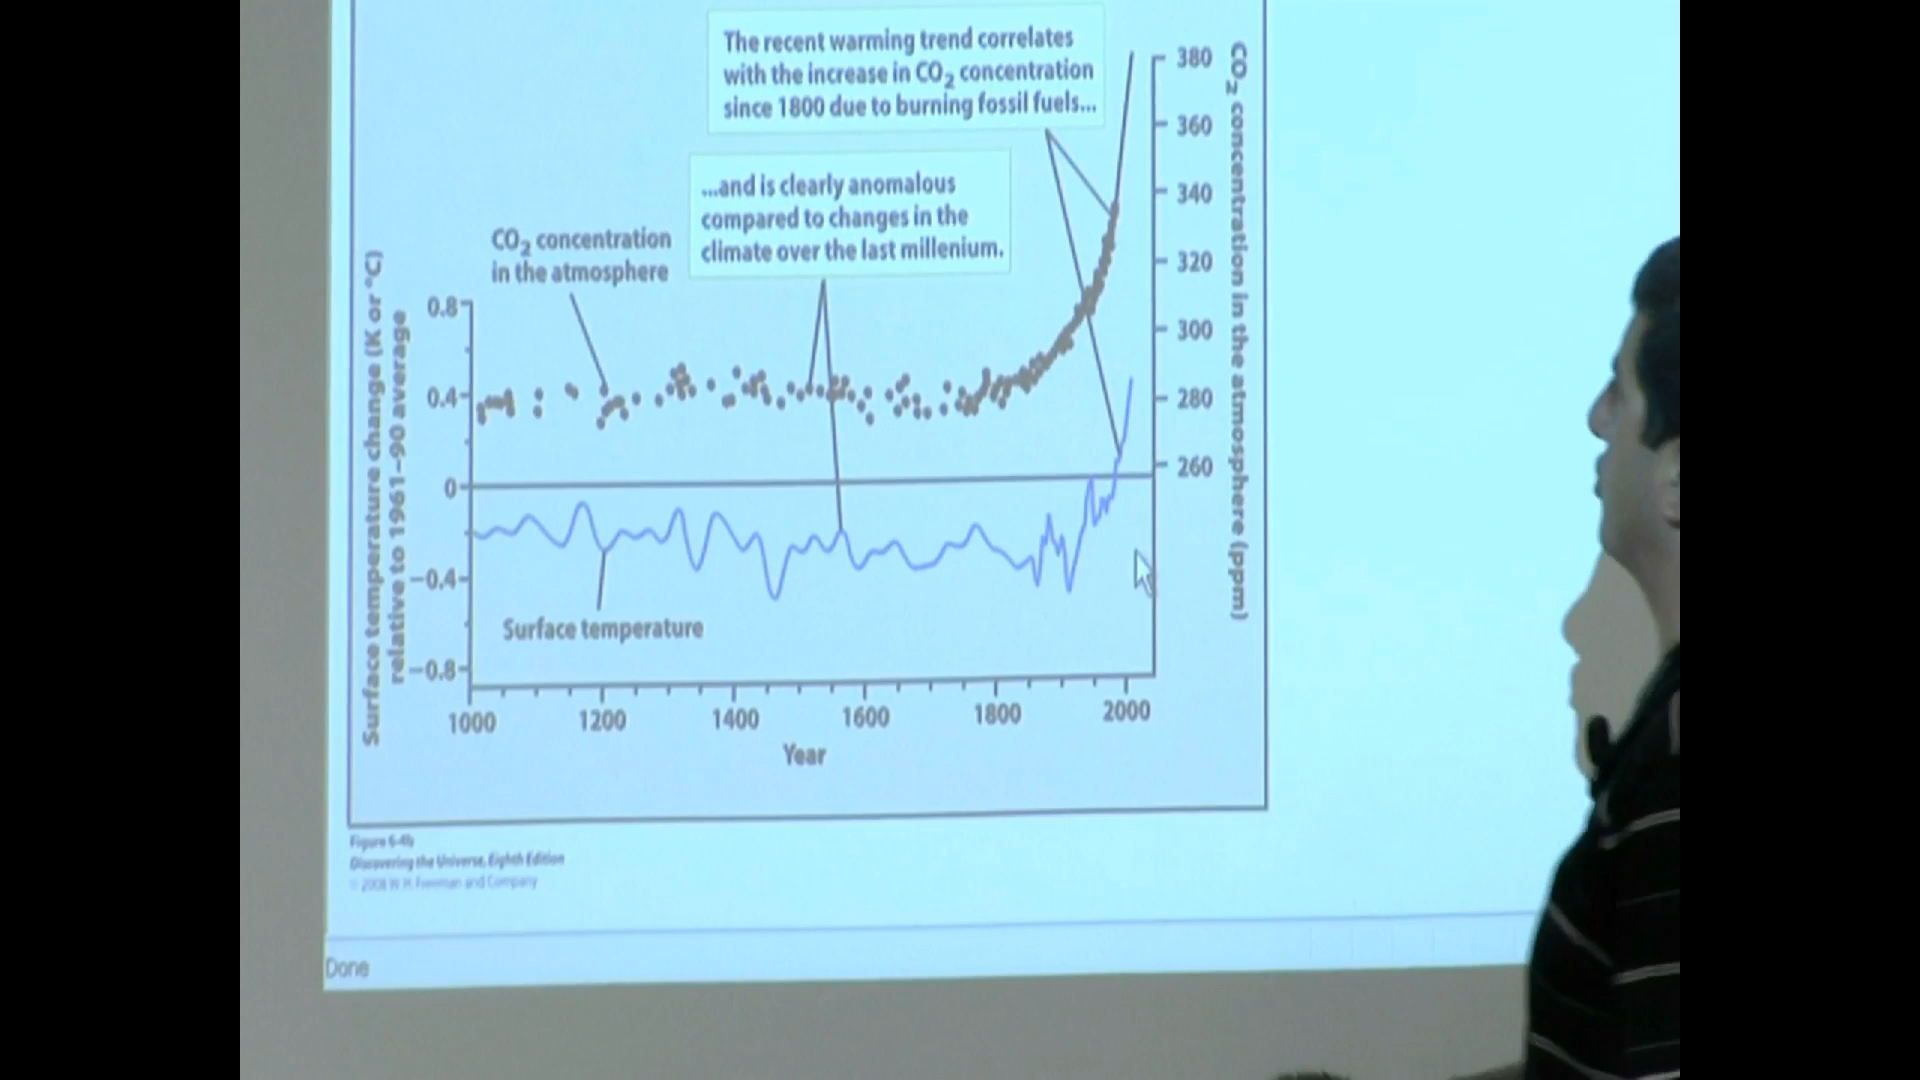 The recent warming trend correlates
with the increase in CO₂ concentration
since 1800 due to burning fossil fuels...
...and is clearly anomalous
compared to changes in the
climate over the last millenium.
CO₂ concentration
in the atmosphere
Surface temperature change (K or °C)
relative to 1961–90 average
0.8
0.4
0
−0.4
−0.8
Surface temperature
1000 1200 1400 1600 1800 2000
Year
380
360
340
320
300
280
260
CO₂ concentration in the atmosphere (ppm)
Figure 6-4b
Discovering the Universe, Eighth Edition
© 2008 W. H. Freeman and Company
Done